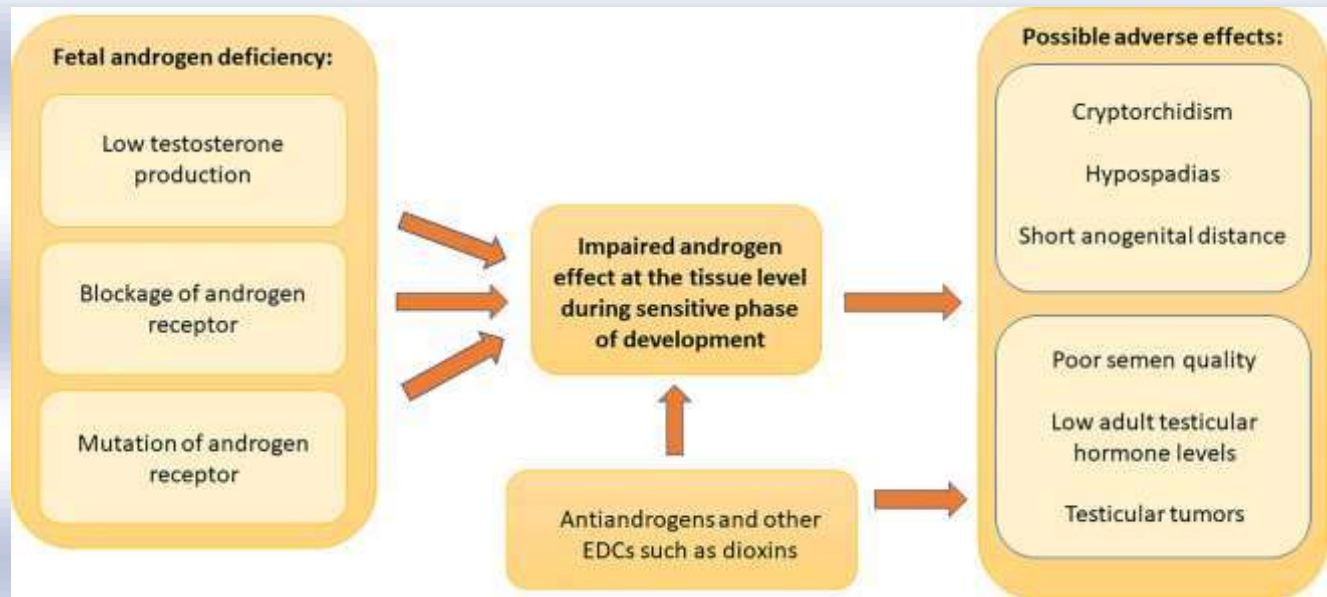 Fetal androgen deficiency:
Low testosterone
production
Blockage of androgen
receptor
Mutation of androgen
receptor
Impaired androgen
effect at the tissue level
during sensitive phase
of development
Antiandrogens and other
EDCs such as dioxins
Possible adverse effects:
Cryptorchidism
Hypospadias
Short anogenital distance
Poor semen quality
Low adult testicular
hormone levels
Testicular tumors